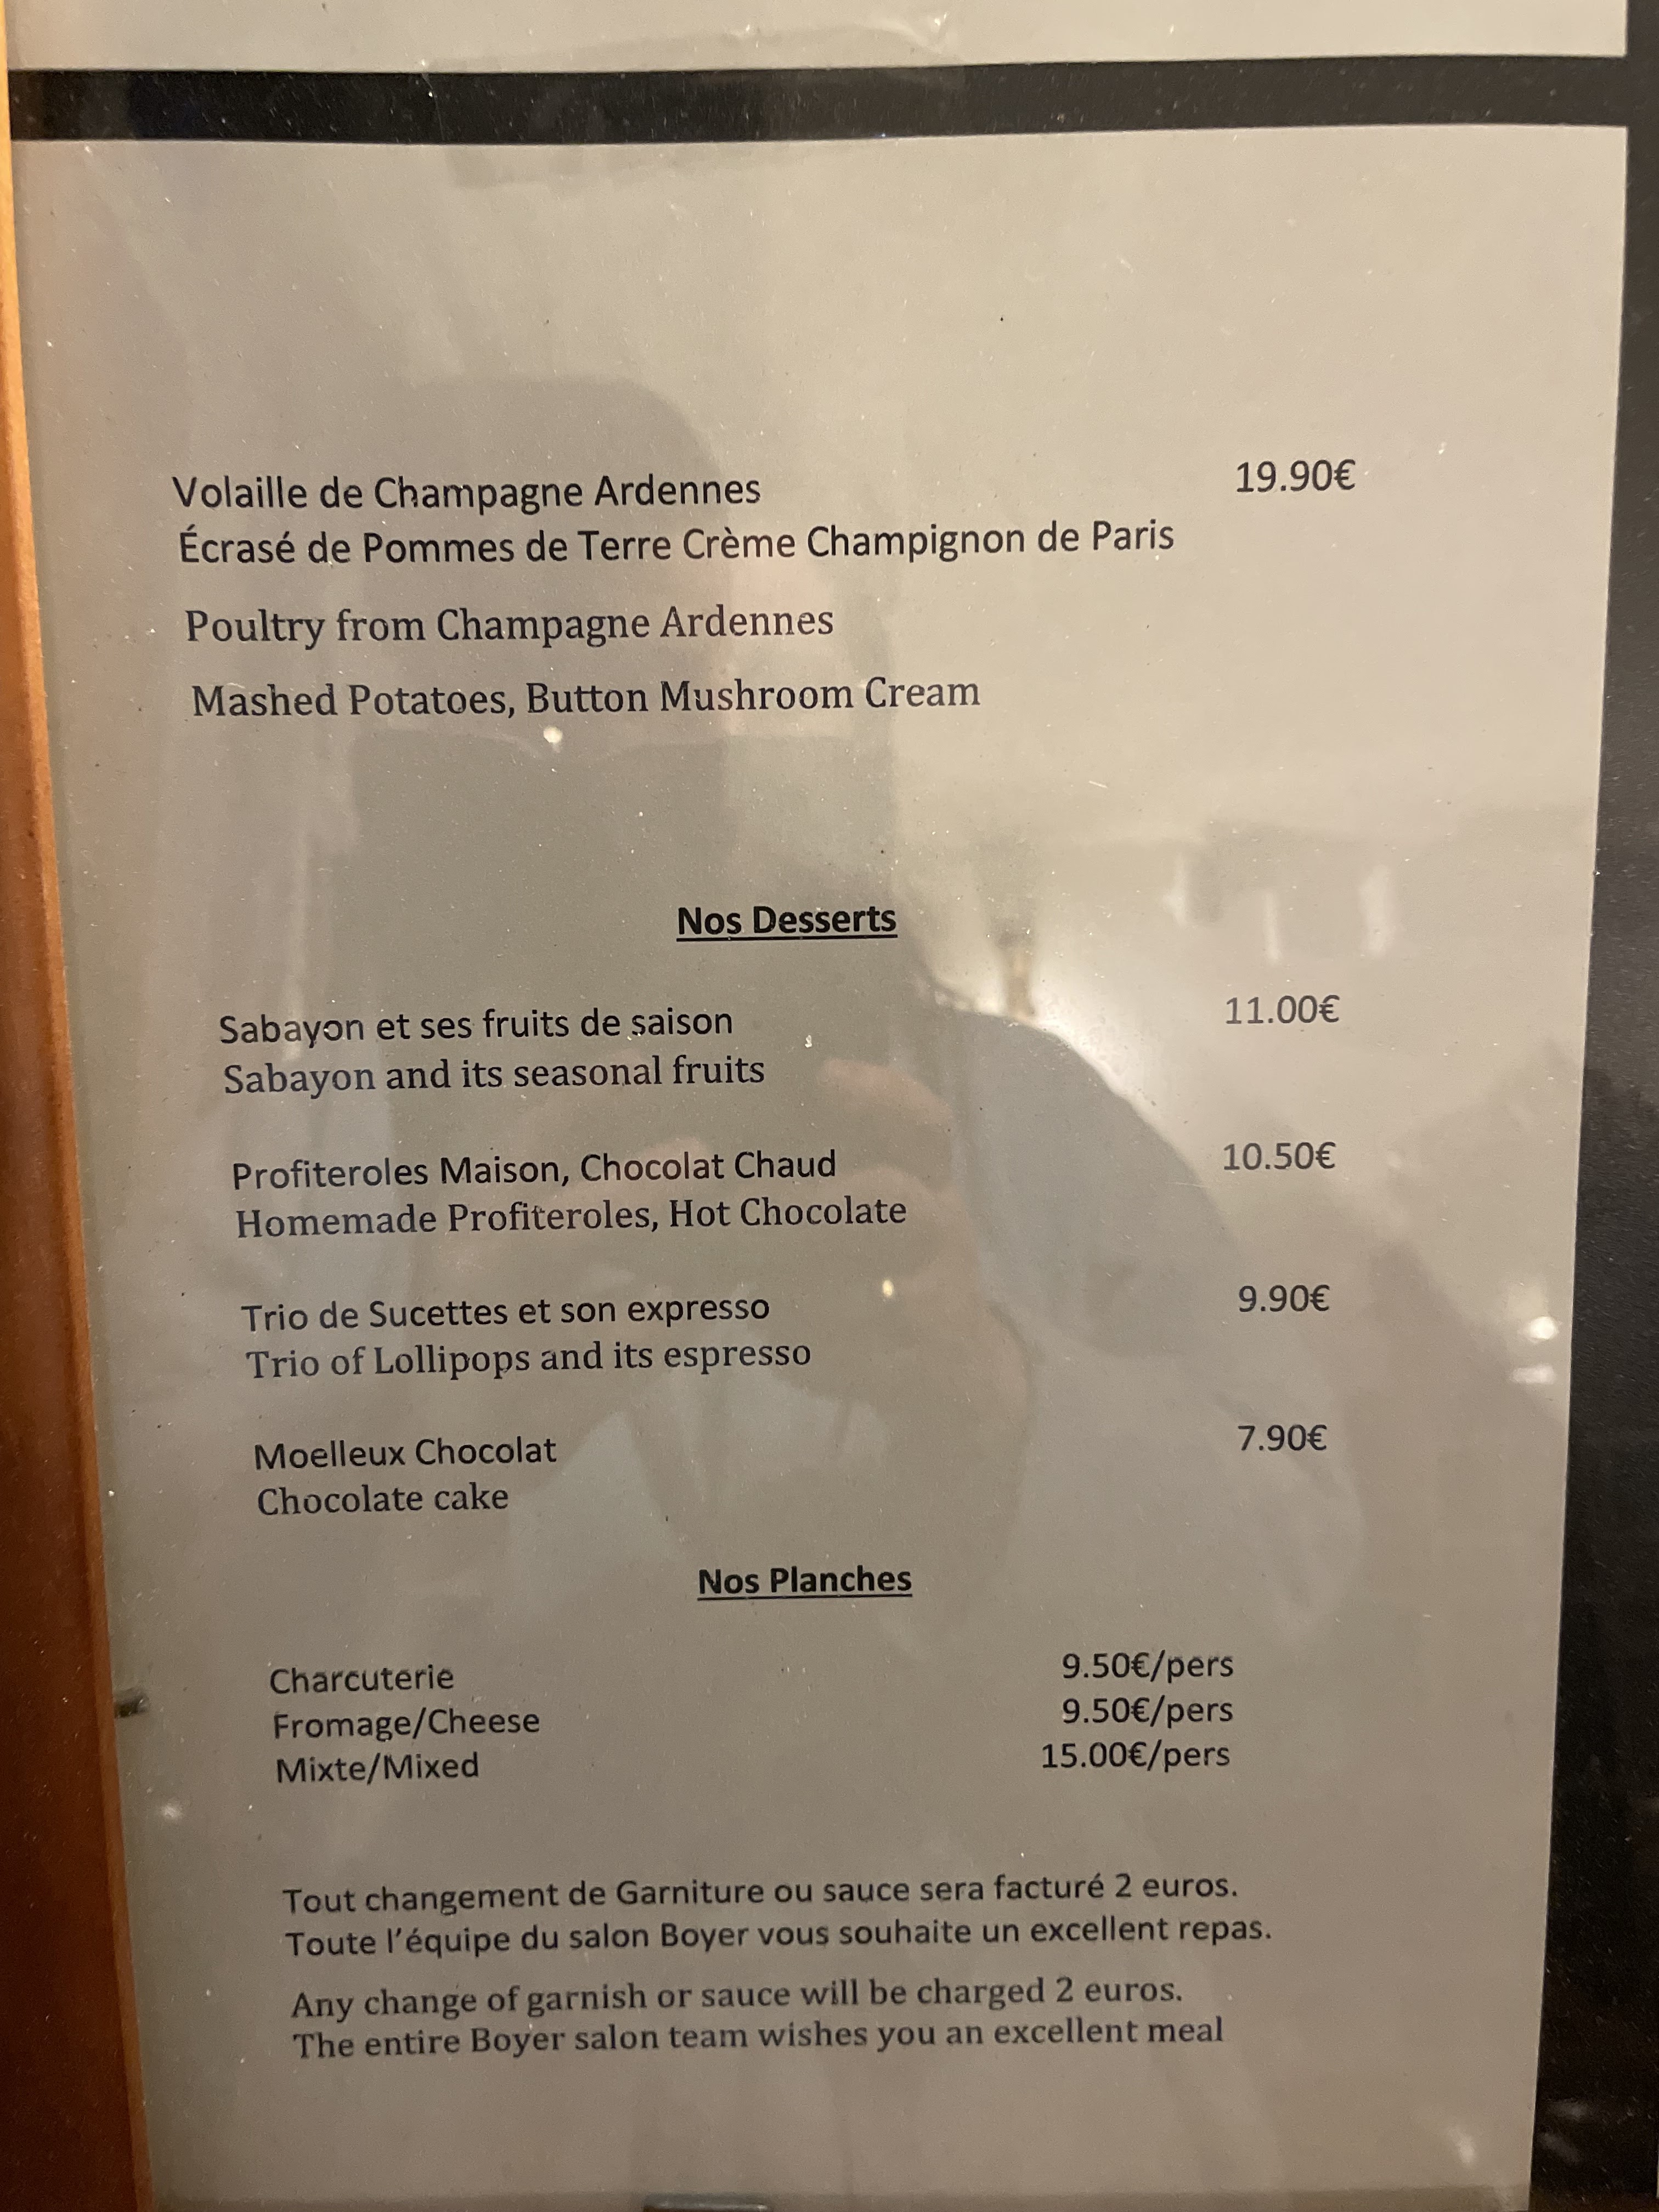 Volaille de Champagne Ardennes 19.90€
Écrasé de Pommes de Terre Crème Champignon de Paris
Poultry from Champagne Ardennes
Mashed Potatoes, Button Mushroom Cream
Nos Desserts
Sabayon et ses fruits de saison 11.00€
Sabayon and its seasonal fruits
Profiteroles Maison, Chocolat Chaud 10.50€
Homemade Profiteroles, Hot Chocolate
Trio de Sucettes et son expresso 9.90€
Trio of Lollipops and its espresso
Moelleux Chocolat 7.90€
Chocolate cake
Nos Planches
Charcuterie 9.50€/pers
Fromage/Cheese 9.50€/pers
Mixte/Mixed 15.00€/pers
Tout changement de Garniture ou sauce sera facturé 2 euros.
Toute l'équipe du salon Boyer vous souhaite un excellent repas.
Any change of garnish or sauce will be charged 2 euros.
The entire Boyer salon team wishes you an excellent meal